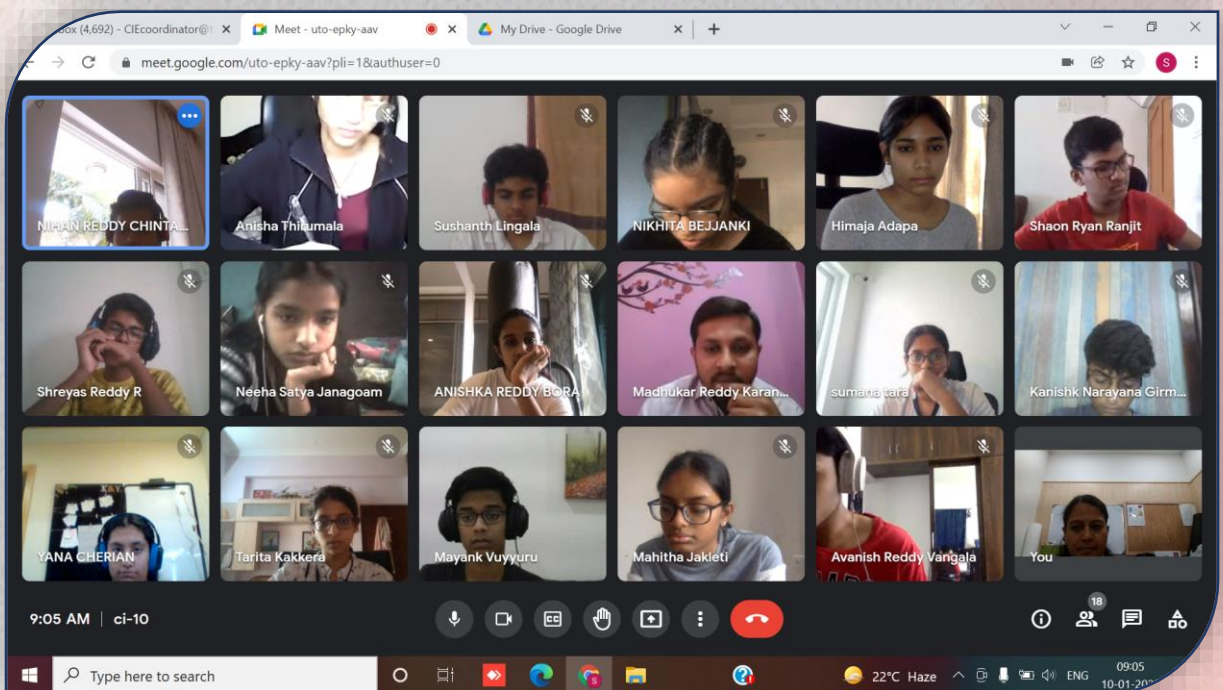 box (4,692) - CIEcoordinator@
Meet - uto-epky-aav
My Drive - Google Drive
meet.google.com/uto-epky-aav?pli=1&authuser=0
S
NIHAN REDDY CHINTA...
Anisha Thirumala
Sushanth Lingala
NIKHITA BEJJANKI
Himaja Adapa
Shaon Ryan Ranjit
Shreyas Reddy R
Neeha Satya Janagoam
ANISHKA REDDY BORA
Madhukar Reddy Karan...
sumana tara
Kanishk Narayana Girm...
YANA CHERIAN
Tarita Kakkera
Mayank Vuyyuru
Mahitha Jakleti
Avanish Reddy Vangala
You
9:05 AM | ci-10
CC
18
Type here to search
22°C Haze
ENG
09:05
10-01-202